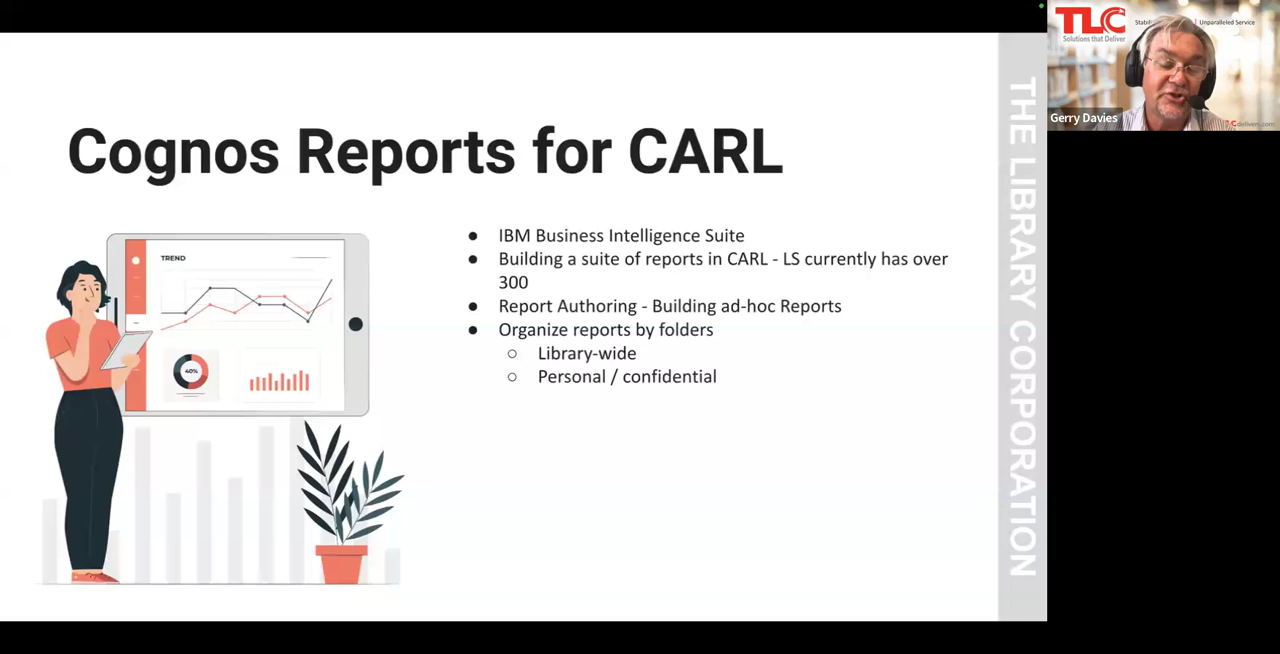 Cognos Reports for CARL
TREND
40%
● IBM Business Intelligence Suite
● Building a suite of reports in CARL - LS currently has over
300
● Report Authoring - Building ad-hoc Reports
● Organize reports by folders
○ Library-wide
○ Personal / confidential
THE LIBRARY CORPORATION
TLC
Solutions that Deliver
Unparalleled Service
Gerry Davies